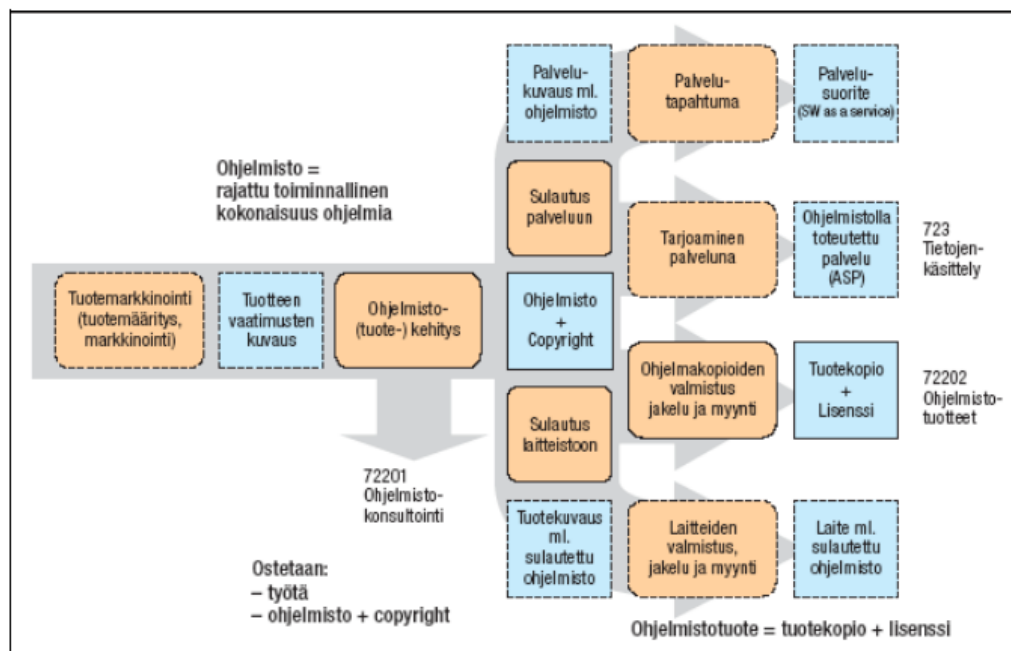 Palvelu-
kuvaus ml.
ohjelmisto
Palvelu-
tapahtuma
Palvelu-
suorite
(SW as a service)
Ohjelmisto =
rajattu toiminnallinen
kokonaisuus ohjelmia
Sulautus
palveluun
Tarjoaminen
palveluna
Ohjelmistolla
toteutettu
palvelu
(ASP)
723
Tietojen-
käsittely
Tuotemarkkinointi
(tuotemääritys,
markkinointi)
Tuotteen
vaatimusten
kuvaus
Ohjelmisto-
(tuote-) kehitys
Ohjelmisto
+
Copyright
Ohjelmakopioiden
valmistus
jakelu ja myynti
Tuotekopio
+
Lisenssi
72202
Ohjelmisto-
tuotteet
Sulautus
laitteistoon
72201
Ohjelmisto-
konsultointi
Tuotekuvaus
ml.
sulautettu
ohjelmisto
Laitteiden
valmistus,
jakelu ja myynti
Laite ml.
sulautettu
ohjelmisto
Ostetaan:
– työtä
– ohjelmisto + copyright
Ohjelmistotuote = tuotekopio + lisenssi